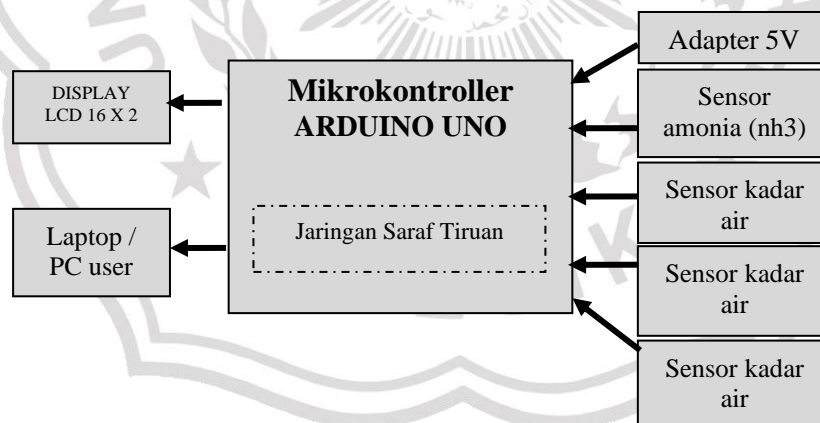 DISPLAY
LCD 16 X 2
Laptop /
PC user
Mikrokontroller
ARDUINO UNO
Jaringan Saraf Tiruan
Adapter 5V
Sensor
amonia (nh3)
Sensor kadar
air
Sensor kadar
air
Sensor kadar
air